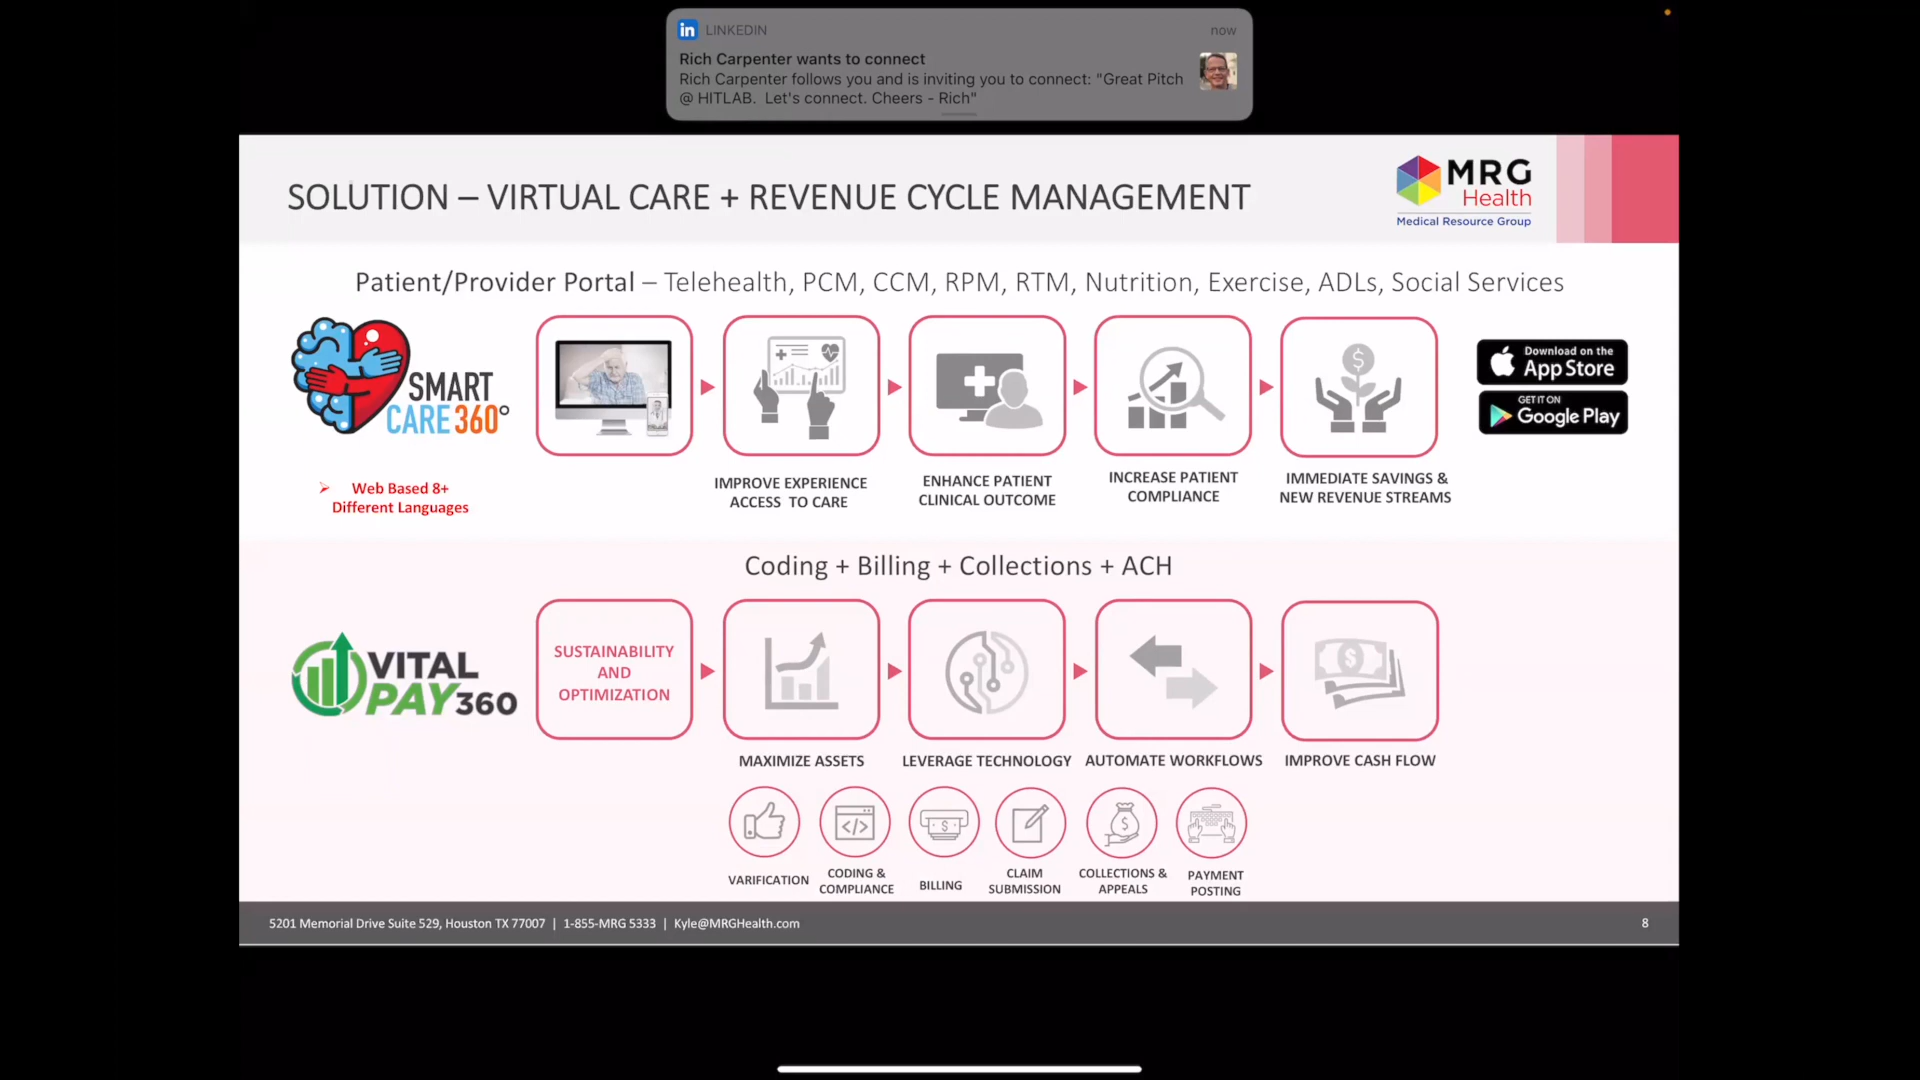 LINKEDIN
now
Rich Carpenter wants to connect
Rich Carpenter follows you and is inviting you to connect: "Great Pitch
@ HITLAB. Let's connect. Cheers - Rich"
SOLUTION – VIRTUAL CARE + REVENUE CYCLE MANAGEMENT
MRG
Health
Medical Resource Group
Patient/Provider Portal – Telehealth, PCM, CCM, RPM, RTM, Nutrition, Exercise, ADLs, Social Services
SMART
CARE 360°
Download on the
App Store
GET IT ON
Google Play
IMPROVE EXPERIENCE
ACCESS TO CARE
ENHANCE PATIENT
CLINICAL OUTCOME
INCREASE PATIENT
COMPLIANCE
IMMEDIATE SAVINGS &
NEW REVENUE STREAMS
Web Based 8+
Different Languages
Coding + Billing + Collections + ACH
VITAL
PAY360
SUSTAINABILITY
AND
OPTIMIZATION
MAXIMIZE ASSETS
LEVERAGE TECHNOLOGY
AUTOMATE WORKFLOWS
IMPROVE CASH FLOW
VARIFICATION
CODING &
COMPLIANCE
BILLING
CLAIM
SUBMISSION
COLLECTIONS &
APPEALS
PAYMENT
POSTING
5201 Memorial Drive Suite 529, Houston TX 77007 | 1-855-MRG 5333 | Kyle@MRGHealth.com
8